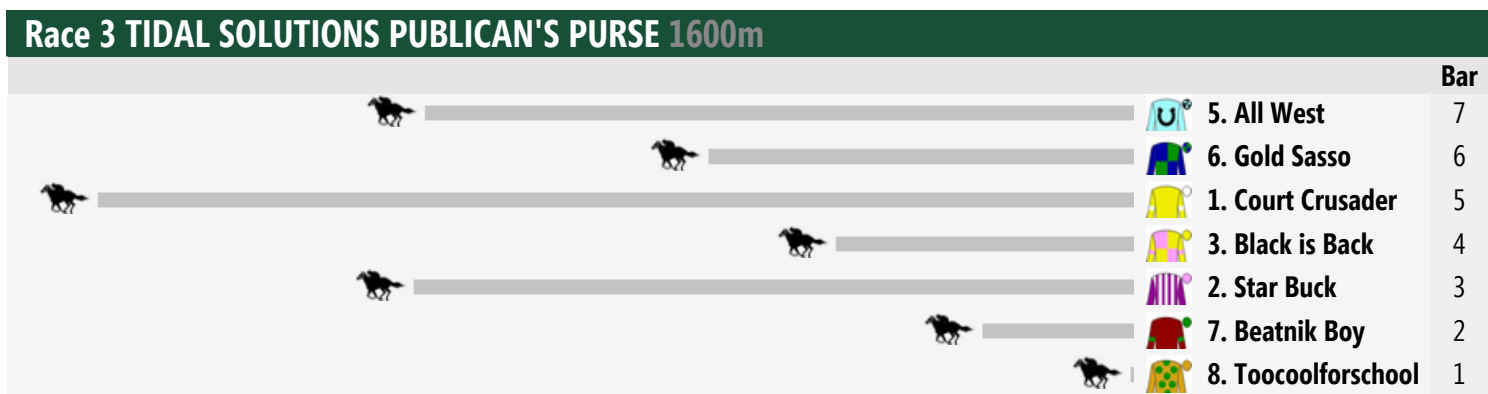 Race 3 TIDAL SOLUTIONS PUBLICAN'S PURSE 1600m
Bar
5. All West 7
6. Gold Sasso 6
1. Court Crusader 5
3. Black is Back 4
2. Star Buck 3
7. Beatnik Boy 2
8. Toocoolforschool 1